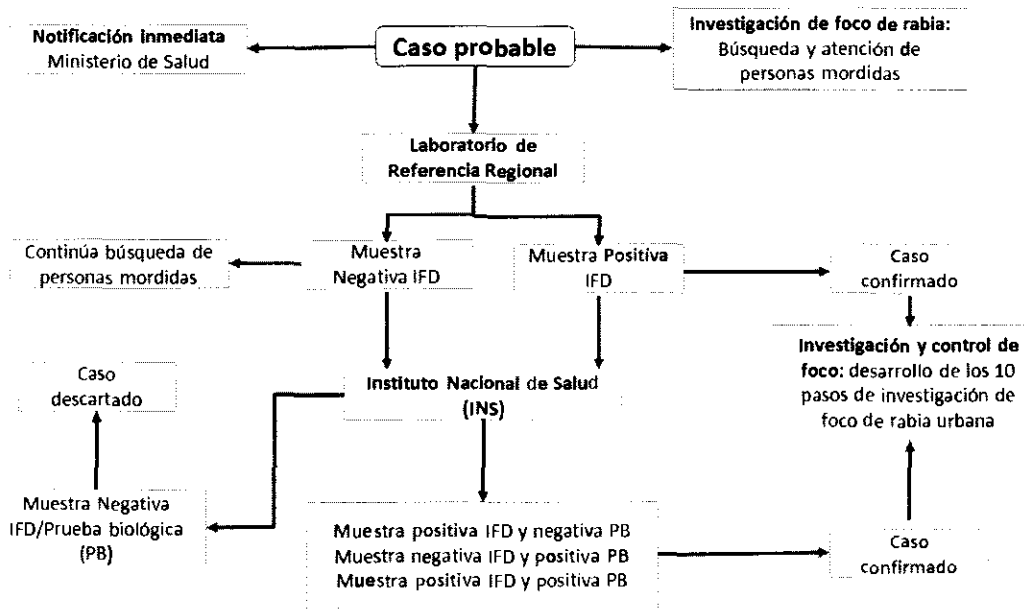 Notificación inmediata
Ministerio de Salud
Caso probable
Investigación de foco de rabia:
Búsqueda y atención de
personas mordidas
Laboratorio de
Referencia Regional
Continúa búsqueda de
personas mordidas
Muestra
Negativa IFD
Muestra Positiva
IFD
Caso
confirmado
Investigación y control de
foco: desarrollo de los 10
pasos de investigación de
foco de rabia urbana
Caso
descartado
Instituto Nacional de Salud
(INS)
Muestra Negativa
IFD/Prueba biológica
(PB)
Muestra positiva IFD y negativa PB
Muestra negativa IFD y positiva PB
Muestra positiva IFD y positiva PB
Caso
confirmado